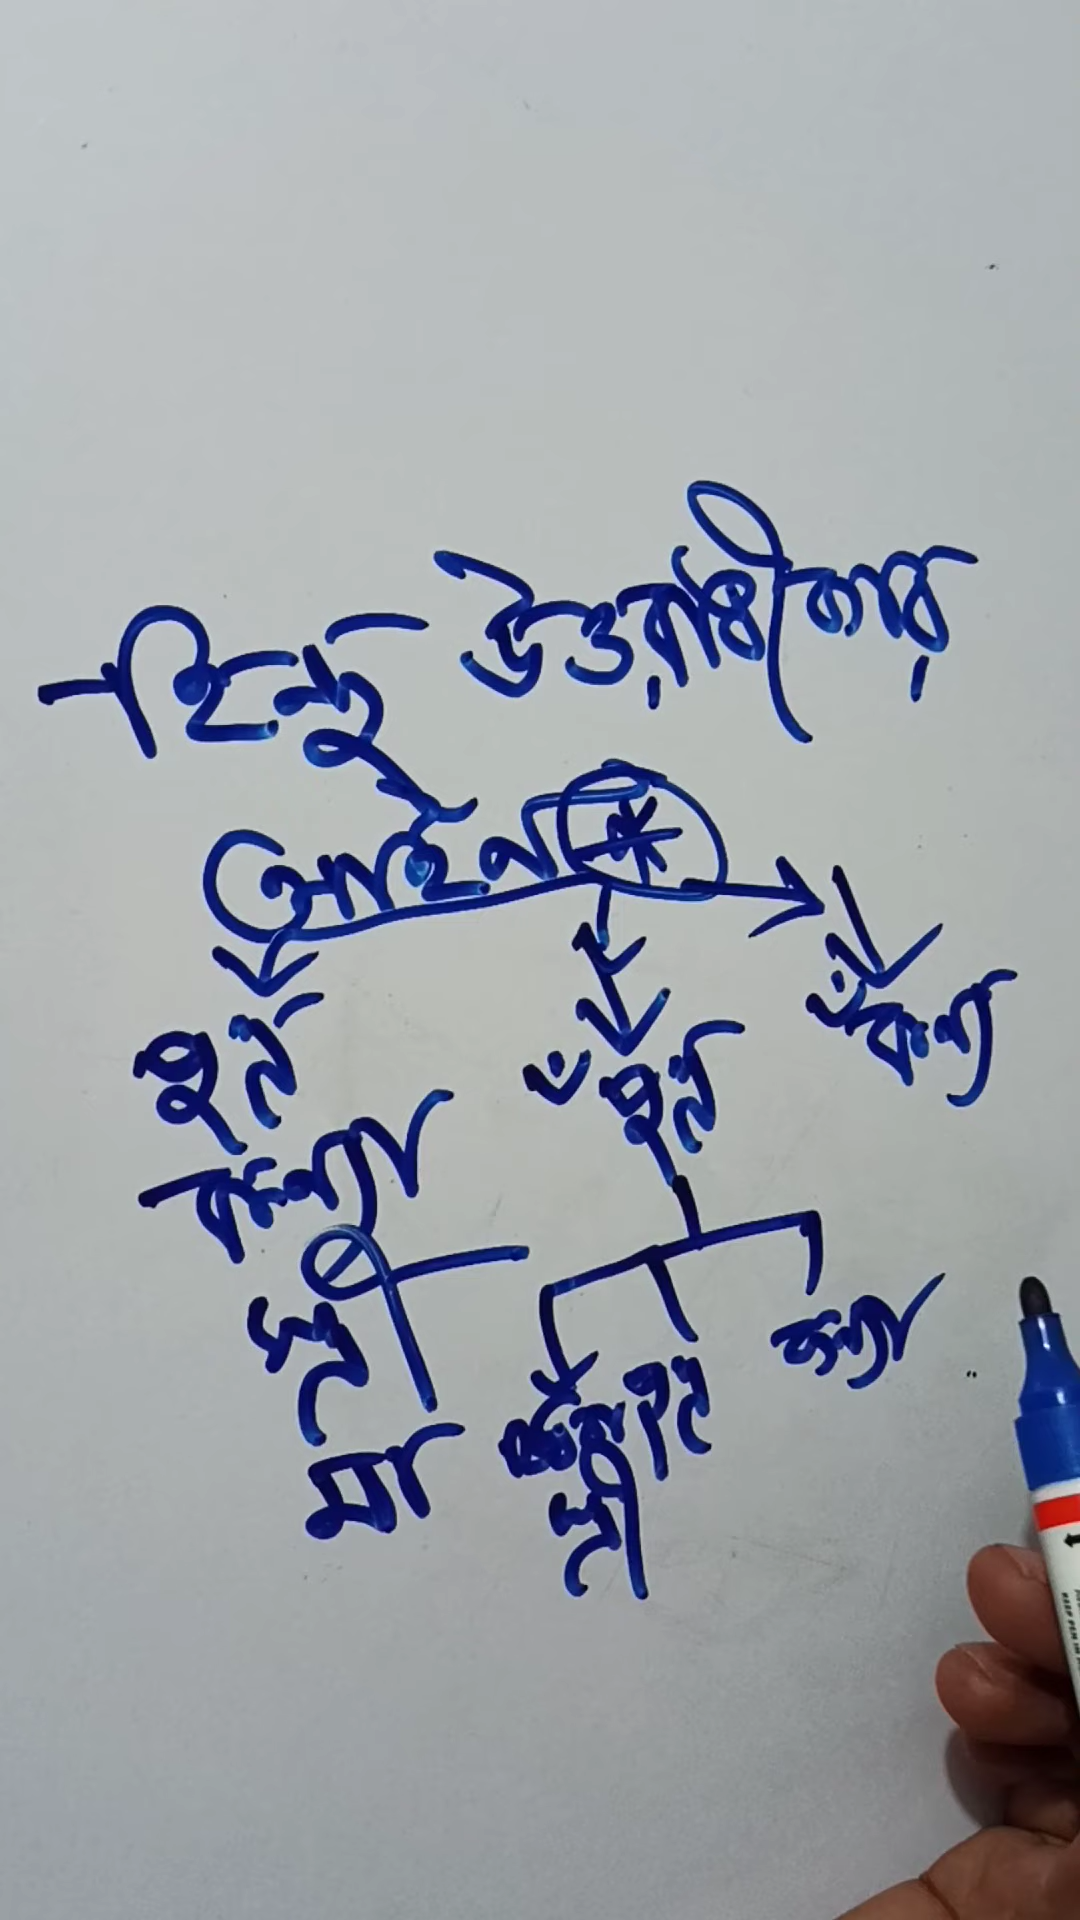 হিন্দু উত্তরাধীকার
আইন
পুত্র
কন্যা
স্ত্রী
মা
ঁপুত্র
পুত্র
স্ত্রী
কন্যা
ঁকন্যা